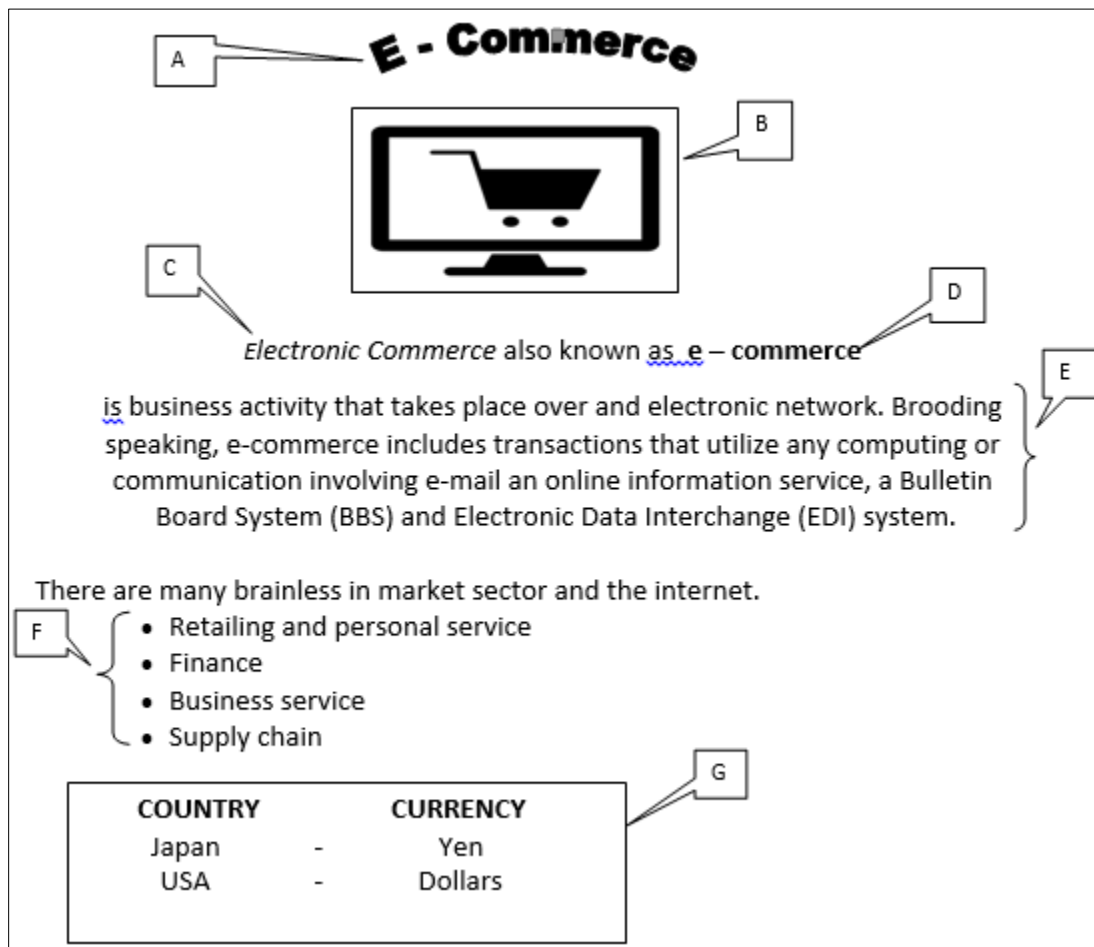 E - Commerce
A
B
C
D
Electronic Commerce also known as e – commerce
E
is business activity that takes place over and electronic network. Brooding
speaking, e-commerce includes transactions that utilize any computing or
communication involving e-mail an online information service, a Bulletin
Board System (BBS) and Electronic Data Interchange (EDI) system.
There are many brainless in market sector and the internet.
F
• Retailing and personal service
• Finance
• Business service
• Supply chain
G
COUNTRY CURRENCY
Japan - Yen
USA - Dollars